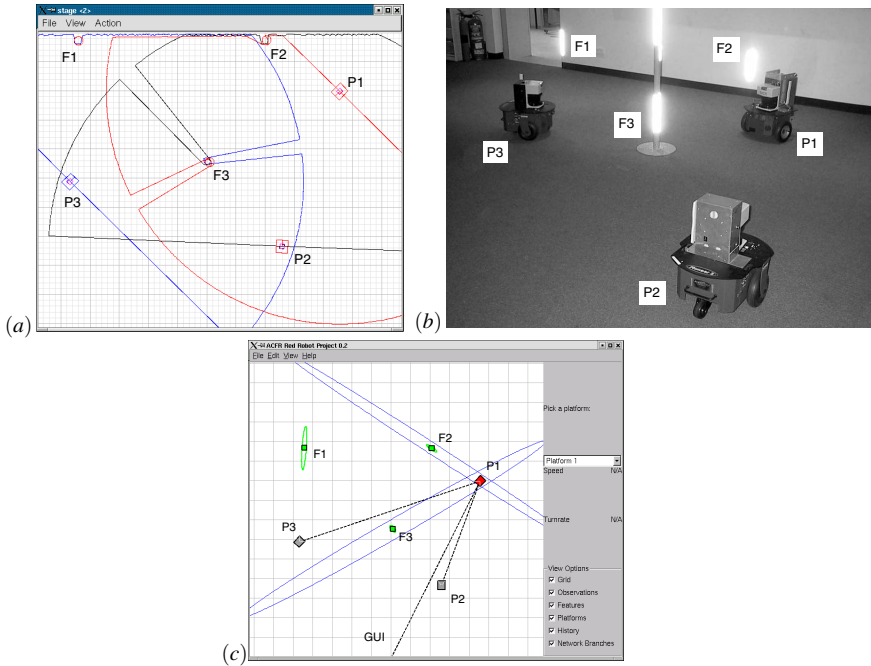 stage <2>
File View Action
F1
F2
P1
F3
P3
P2
(a)
F1
F2
F3
P3
P1
P2
(b)
ACFR Red Robot Project 0.2
File Edit View Help
Pick a platform:
F1
F2
P1
Platform 1
Speed N/A
P3
F3
Turnrate N/A
P2
View Options
Grid
Observations
Features
Platforms
History
Network Branches
GUI
(c)